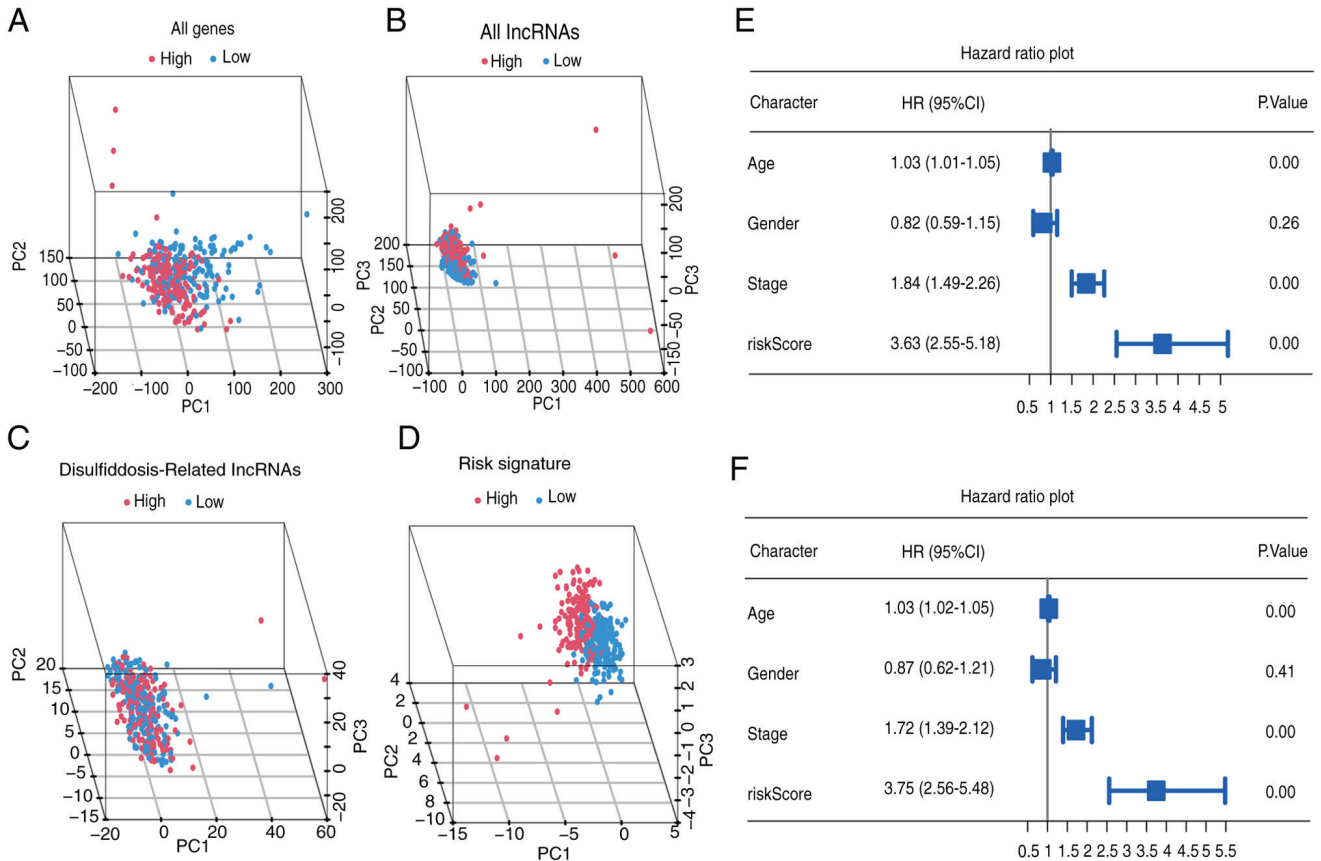 A
All genes
High Low
PC2
150
100
50
0
−50
−100
−200 −100 0 100 200 300
PC1
200
100
0
−100
B
All lncRNAs
High Low
PC3
PC2
200
150
100
50
0
−50
−100
−100 0 100 200 300 400 500 600
PC1
200
100
50
0
−50
−150
PC3
C
Disulfiddosis-Related lncRNAs
High Low
PC2
20
15
10
5
0
−5
−10
−15
−20 0 20 40 60
PC1
40
20
0
−20
PC3
D
Risk signature
High Low
PC2
4
2
0
2
4
6
8
−10
−15 −10 −5 0 5
PC1
3
2
1
0
−1
−2
−3
−4
PC3
E
Hazard ratio plot
Character HR (95%CI) P.Value
Age 1.03 (1.01-1.05) 0.00
Gender 0.82 (0.59-1.15) 0.26
Stage 1.84 (1.49-2.26) 0.00
riskScore 3.63 (2.55-5.18) 0.00
0.5 1 1.5 2 2.5 3 3.5 4 4.5 5
F
Hazard ratio plot
Character HR (95%CI) P.Value
Age 1.03 (1.02-1.05) 0.00
Gender 0.87 (0.62-1.21) 0.41
Stage 1.72 (1.39-2.12) 0.00
riskScore 3.75 (2.56-5.48) 0.00
0.5 1 1.5 2 2.5 3 3.5 4 4.5 5 5.5